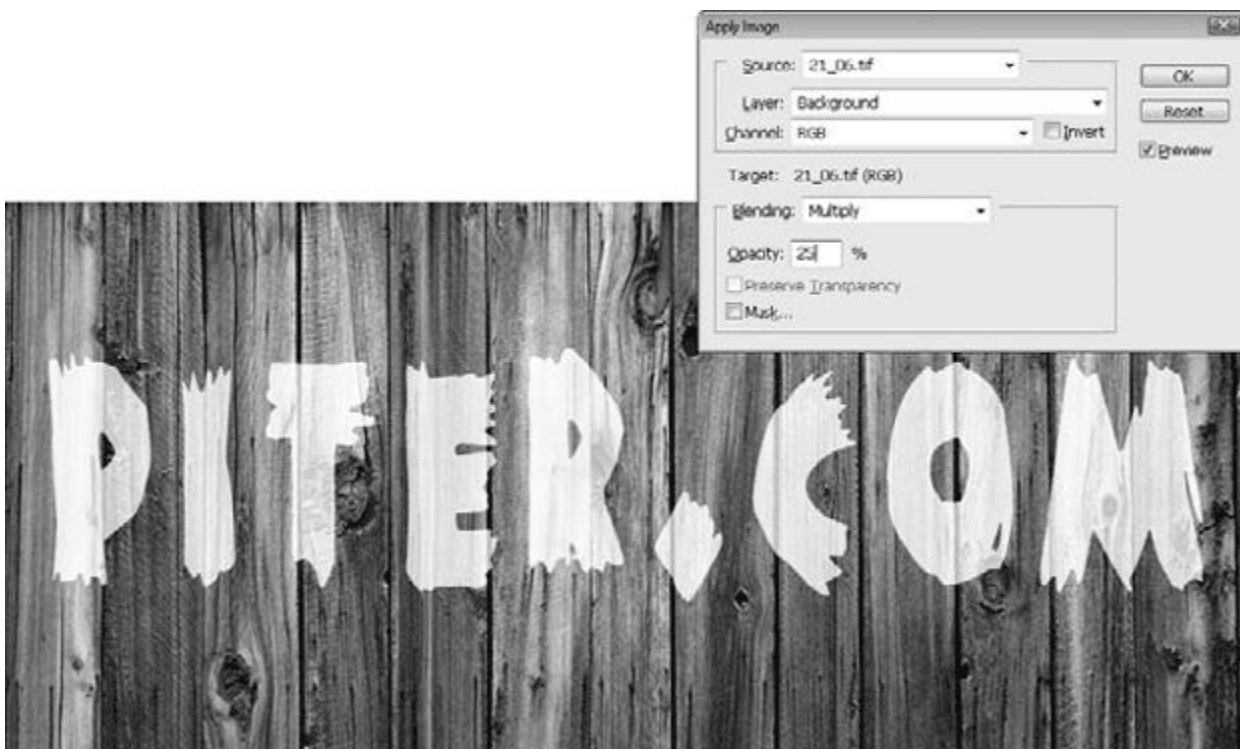 Apply Image
Source: 21_06.tif
OK
Layer: Background
Reset
Channel: RGB
Invert
Preview
Target: 21_06.tif (RGB)
Blending: Multiply
Opacity: 25 %
Preserve Transparency
Mask...
PITER.COM